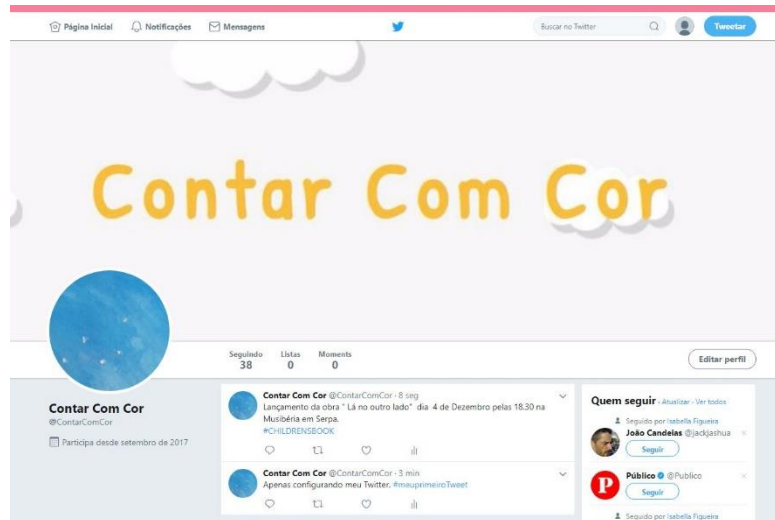 Página Inicial Notificações Mensagens Buscar no Twitter Tweetar
Contar Com Cor
Seguindo Listas Moments
38 0 0
Editar perfil
Contar Com Cor
@ContarComCor
Participa desde setembro de 2017
Contar Com Cor @ContarComCor · 8 seg
Lançamento da obra " Lá no outro lado" dia 4 de Dezembro pelas 18.30 na
Musibéria em Serpa.
#CHILDRENSBOOK
Contar Com Cor @ContarComCor · 3 min
Apenas configurando meu Twitter. #meuprimeiroTweet
Quem seguir · Atualizar · Ver todos
Seguido por Isabella Figueira
João Candeias @jackjashua
Seguir
Público @Publico
Seguir
Seguido por Isabella Figueira